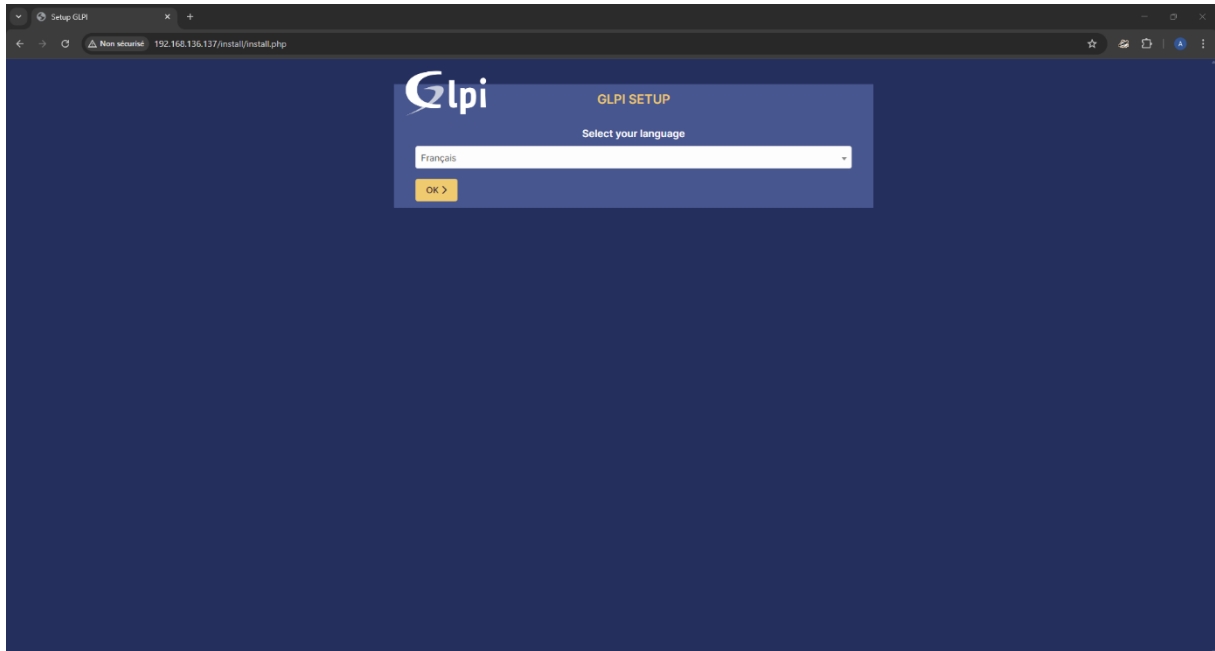 Setup GLPI
Non sécurisé 192.168.136.137/install/install.php
A
Glpi
GLPI SETUP
Select your language
Français
OK >